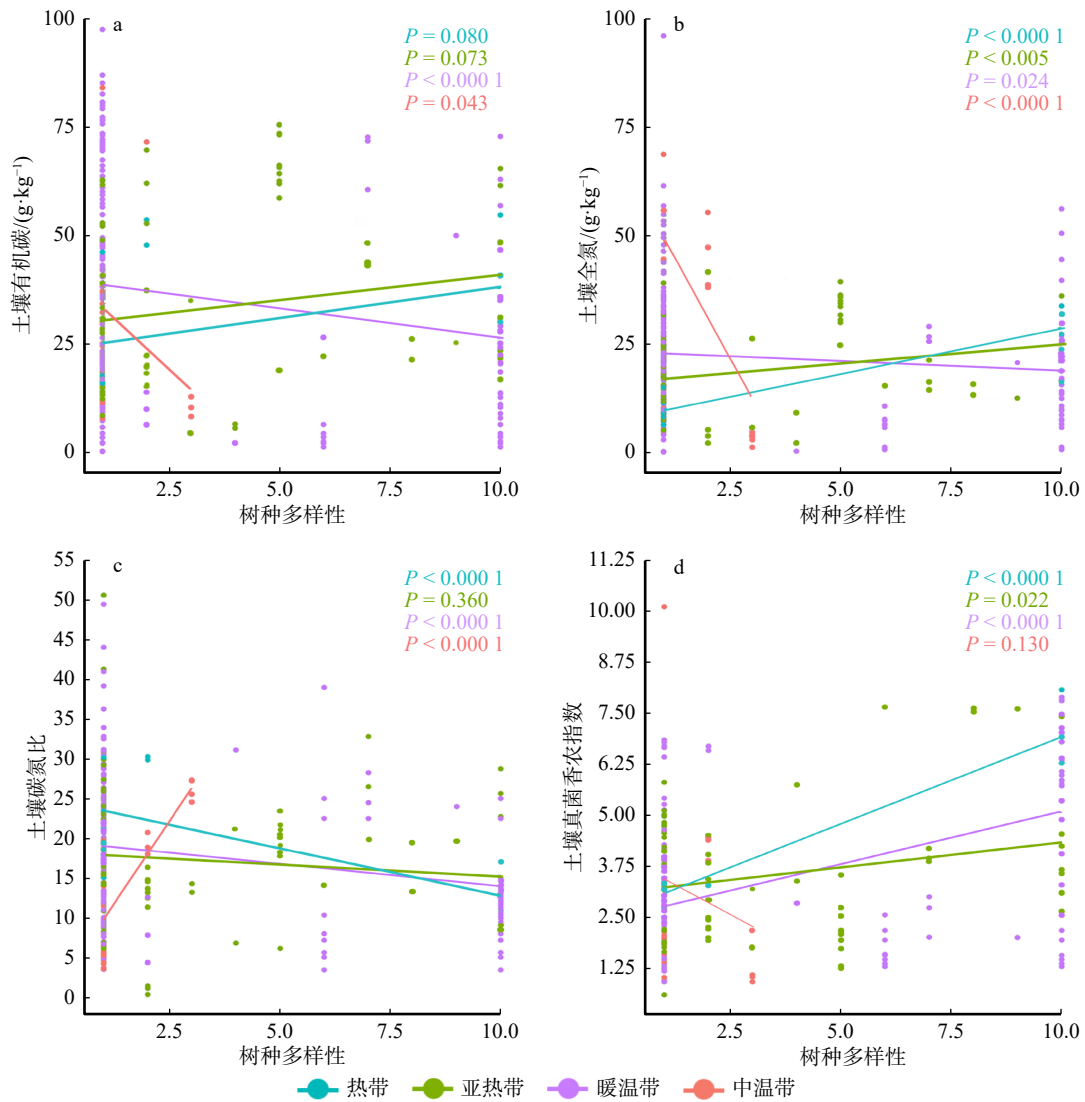 a
P = 0.080
P = 0.073
P < 0.000 1
P = 0.043
100
75
50
25
0
土壤有机碳/(g·kg⁻¹)
2.5 5.0 7.5 10.0
树种多样性
b
P < 0.000 1
P < 0.005
P = 0.024
P < 0.000 1
100
75
50
25
0
土壤全氮/(g·kg⁻¹)
2.5 5.0 7.5 10.0
树种多样性
c
P < 0.000 1
P = 0.360
P < 0.000 1
P < 0.000 1
55
50
45
40
35
30
25
20
15
10
5
0
土壤碳氮比
2.5 5.0 7.5 10.0
树种多样性
d
P < 0.000 1
P = 0.022
P < 0.000 1
P = 0.130
11.25
10.00
8.75
7.50
6.25
5.00
3.75
2.50
1.25
土壤真菌香农指数
2.5 5.0 7.5 10.0
树种多样性
热带 亚热带 暖温带 中温带